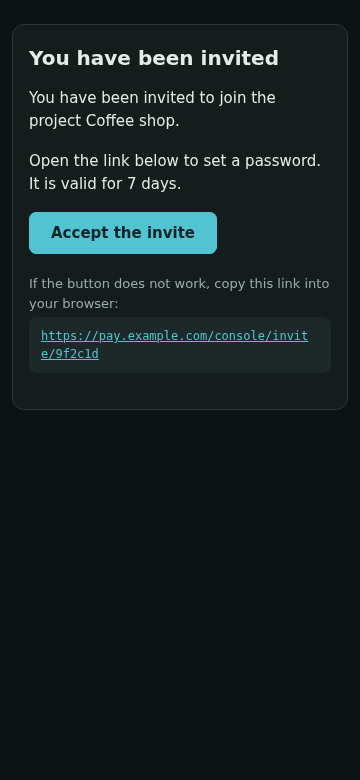 You have been invited
You have been invited to join the
project Coffee shop.
Open the link below to set a password.
It is valid for 7 days.
Accept the invite
If the button does not work, copy this link into
your browser:
https://pay.example.com/console/invit
e/9f2c1d